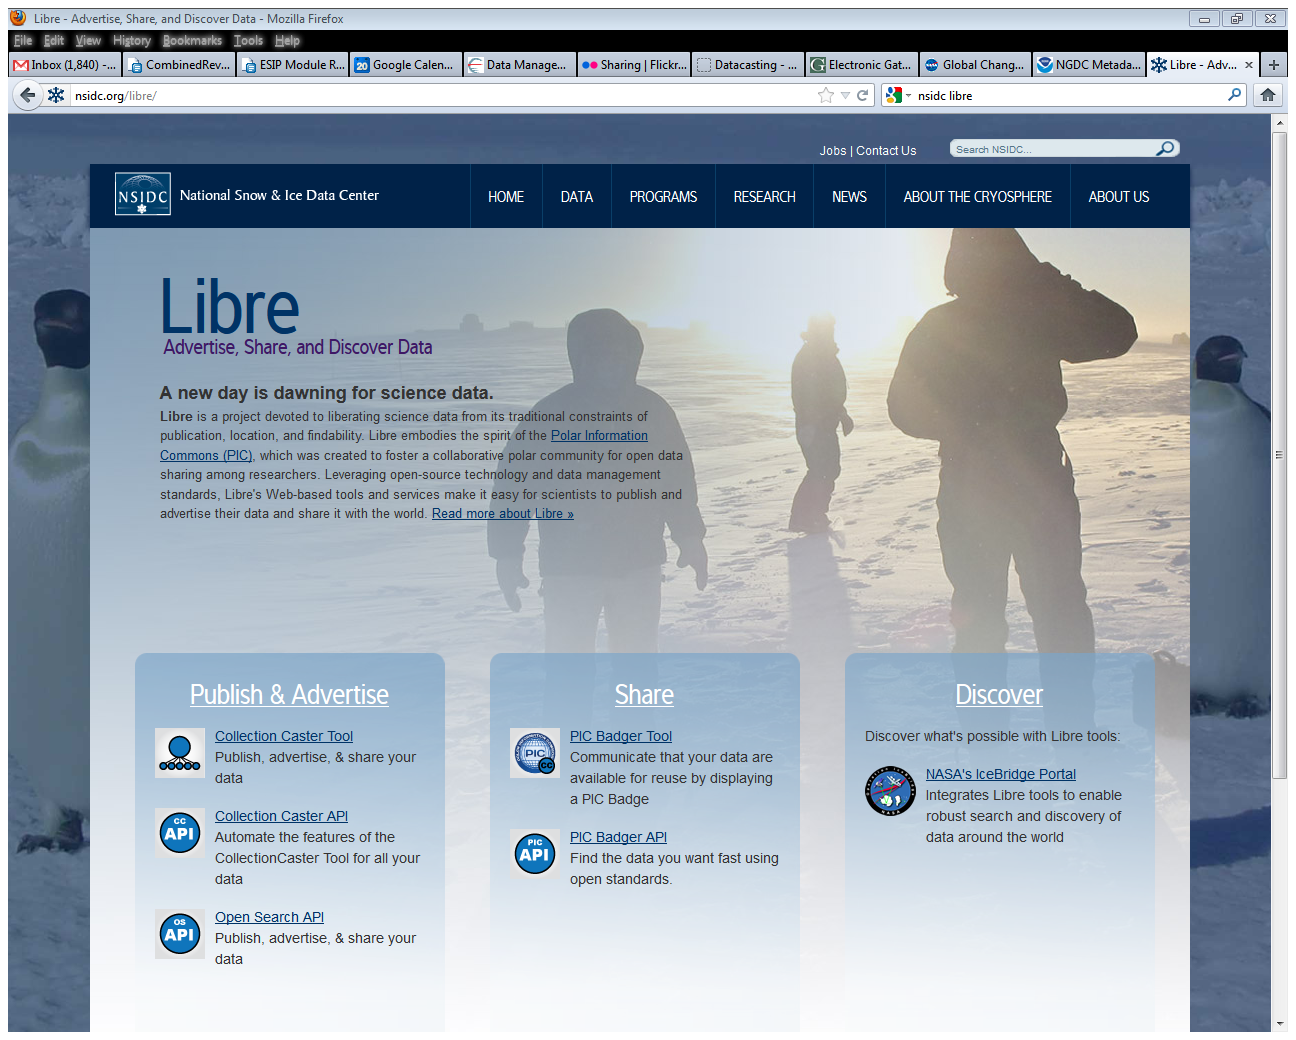 Libre - Advertise, Share, and Discover Data - Mozilla Firefox
File Edit View History Bookmarks Tools Help
Inbox (1,840) -... CombinedRev... ESIP Module R... 20 Google Calen... Data Manage... Sharing | Flickr... Datacasting - ... Electronic Gat... Global Chang... NGDC Metada... Libre - Adv...
nsidc.org/libre/ nsidc libre
Jobs | Contact Us Search NSIDC...
NSIDC National Snow & Ice Data Center HOME DATA PROGRAMS RESEARCH NEWS ABOUT THE CRYOSPHERE ABOUT US
Libre
Advertise, Share, and Discover Data
A new day is dawning for science data.
Libre is a project devoted to liberating science data from its traditional constraints of
publication, location, and findability. Libre embodies the spirit of the Polar Information
Commons (PIC), which was created to foster a collaborative polar community for open data
sharing among researchers. Leveraging open-source technology and data management
standards, Libre's Web-based tools and services make it easy for scientists to publish and
advertise their data and share it with the world. Read more about Libre »
Publish & Advertise
Collection Caster Tool
Publish, advertise, & share your
data
CC API
Collection Caster API
Automate the features of the
CollectionCaster Tool for all your
data
OS API
Open Search API
Publish, advertise, & share your
data
Share
PIC CC
PIC Badger Tool
Communicate that your data are
available for reuse by displaying
a PIC Badge
PIC API
PIC Badger API
Find the data you want fast using
open standards.
Discover
Discover what's possible with Libre tools:
NASA's IceBridge Portal
Integrates Libre tools to enable
robust search and discovery of
data around the world